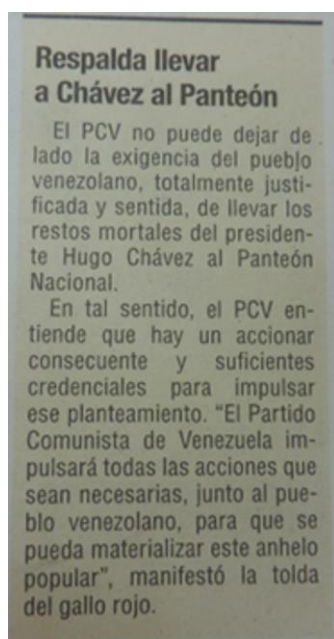 Respalda llevar
a Chávez al Panteón
El PCV no puede dejar de
lado la exigencia del pueblo
venezolano, totalmente justi-
ficada y sentida, de llevar los
restos mortales del presiden-
te Hugo Chávez al Panteón
Nacional.
En tal sentido, el PCV en-
tiende que hay un accionar
consecuente y suficientes
credenciales para impulsar
ese planteamiento. “El Partido
Comunista de Venezuela im-
pulsará todas las acciones que
sean necesarias, junto al pue-
blo venezolano, para que se
pueda materializar este anhelo
popular”, manifestó la tolda
del gallo rojo.